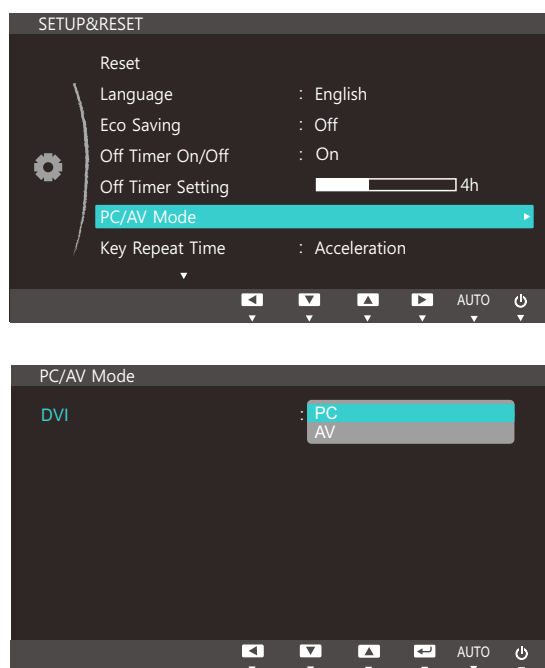 SETUP&RESET
Reset
Language : English
Eco Saving : Off
Off Timer On/Off : On
Off Timer Setting 4h
PC/AV Mode
Key Repeat Time : Acceleration
AUTO
PC/AV Mode
DVI : PC
AV
AUTO